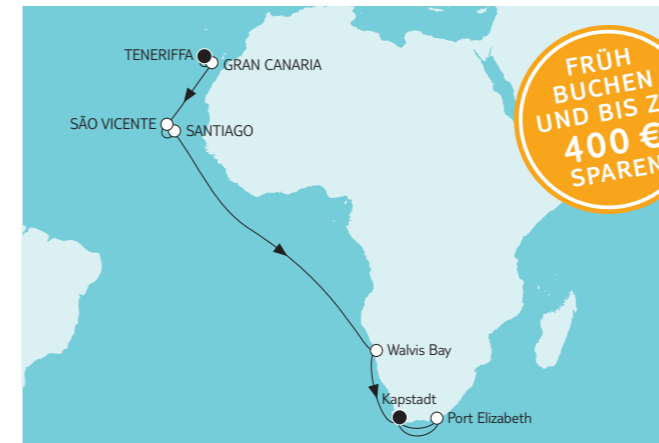 TENERIFFA
GRAN CANARIA
SÃO VICENTE
SANTIAGO
Walvis Bay
Kapstadt
Port Elizabeth
FRÜH
BUCHEN
UND BIS
400 €
SPAREN